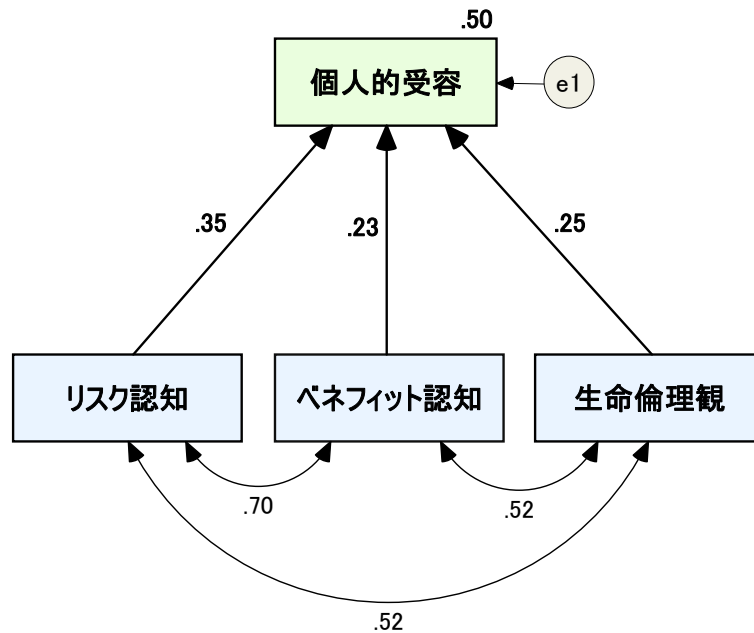 .50
個人的受容
e1
.35
.23
.25
リスク認知
ベネフィット認知
生命倫理観
.70
.52
.52